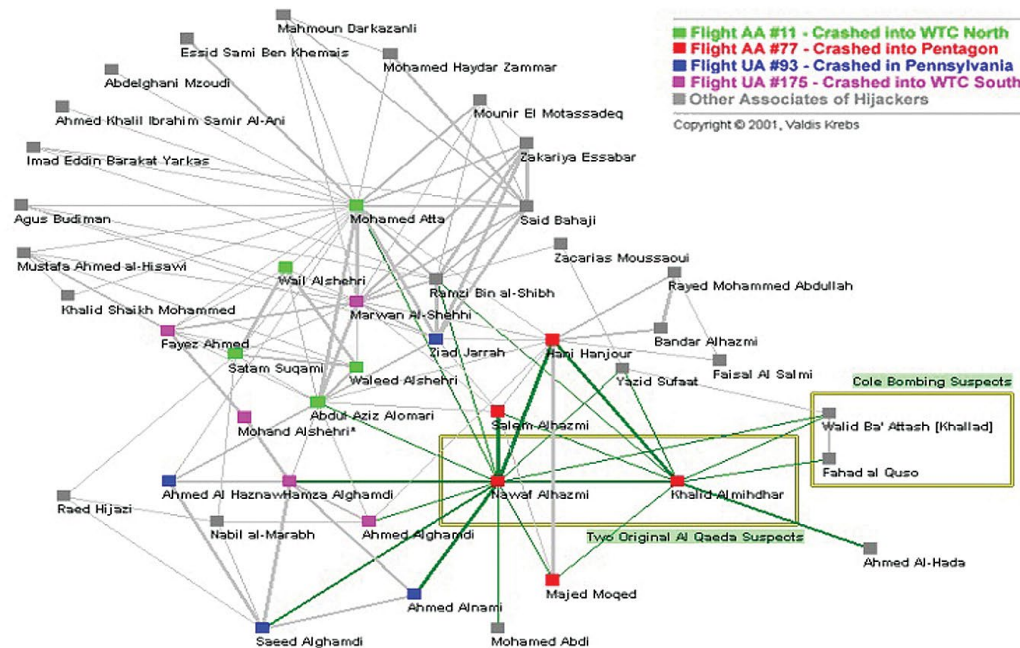 Mahmoun Darkazanli
Essid Sami Ben Khemais
Mohamed Haydar Zammar
Abdelghani Mzoudi
Mounir El Motassadeq
Ahmed Khalil Ibrahim Samir Al-Ani
Zakariya Essabar
Imad Eddin Barakat Yarkas
Flight AA #11 - Crashed into WTC North
Flight AA #77 - Crashed into Pentagon
Flight UA #93 - Crashed in Pennsylvania
Flight UA #175 - Crashed into WTC South
Other Associates of Hijackers
Copyright © 2001, Valdis Krebs
Agus Budiman
Mohamed Atta
Said Bahaji
Mustafa Ahmed al-Hisawi
Wail Alshehri
Zacarias Moussaoui
Khalid Shaikh Mohammed
Marwan Al-Shehhi
Ramzi Bin al-Shibh
Rayed Mohammed Abdullah
Fayez Ahmed
Ziad Jarrah
Hani Hanjour
Bandar Alhazmi
Satam Suqami
Waleed Alshehri
Yazid Sufaat
Faisal Al Salmi
Cole Bombing Suspects
Abdul Aziz Alomari
Mohand Alshehri*
Salem Alhazmi
Walid Ba' Attash [Khallad]
Fahad al Quso
Raed Hijazi
Ahmed Al Haznawi
Hamza Alghamdi
Nawaf Alhazmi
Khalid Almihdhar
Nabil al-Marabh
Ahmed Alghamdi
Two Original Al Qaeda Suspects
Ahmed Al-Hada
Majed Moqed
Ahmed Alnami
Saeed Alghamdi
Mohamed Abdi